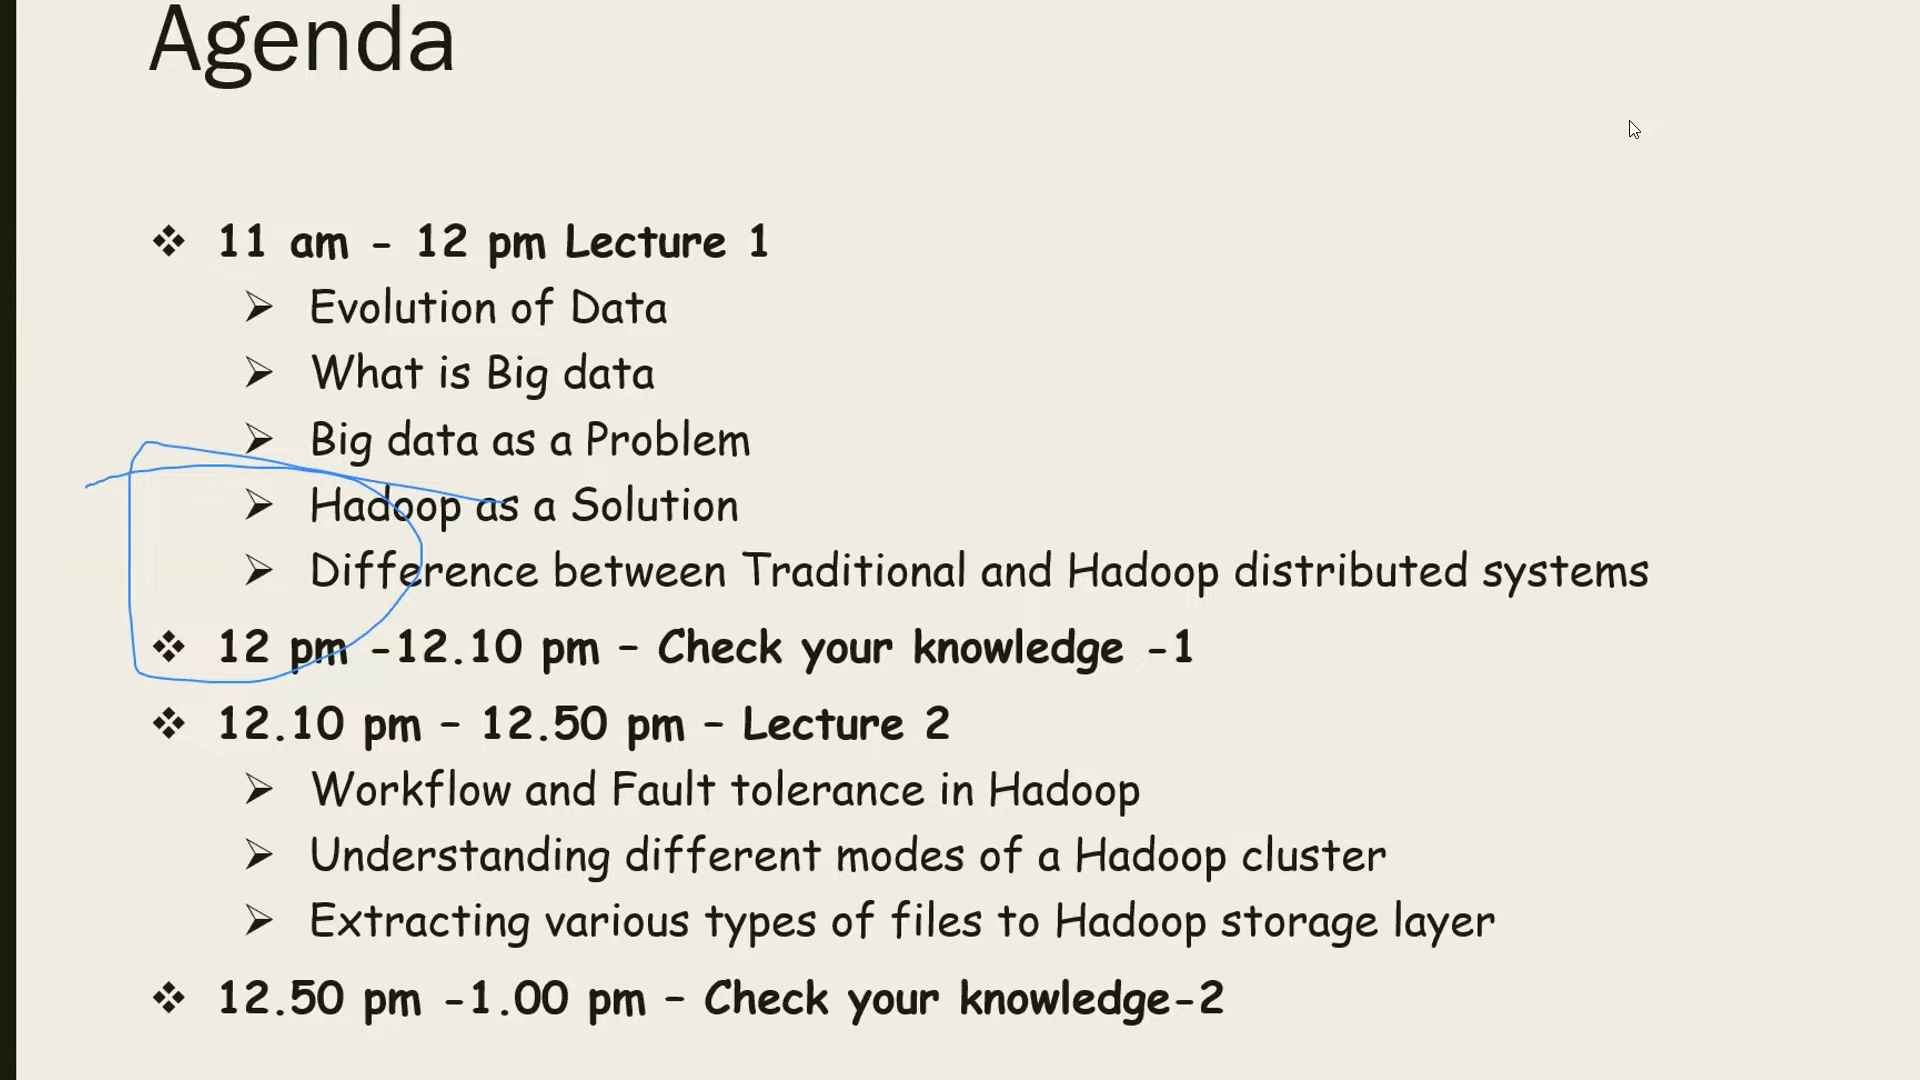 Agenda
❖ 11 am - 12 pm Lecture 1
➢ Evolution of Data
➢ What is Big data
➢ Big data as a Problem
➢ Hadoop as a Solution
➢ Difference between Traditional and Hadoop distributed systems
❖ 12 pm -12.10 pm – Check your knowledge -1
❖ 12.10 pm – 12.50 pm – Lecture 2
➢ Workflow and Fault tolerance in Hadoop
➢ Understanding different modes of a Hadoop cluster
➢ Extracting various types of files to Hadoop storage layer
❖ 12.50 pm -1.00 pm – Check your knowledge-2